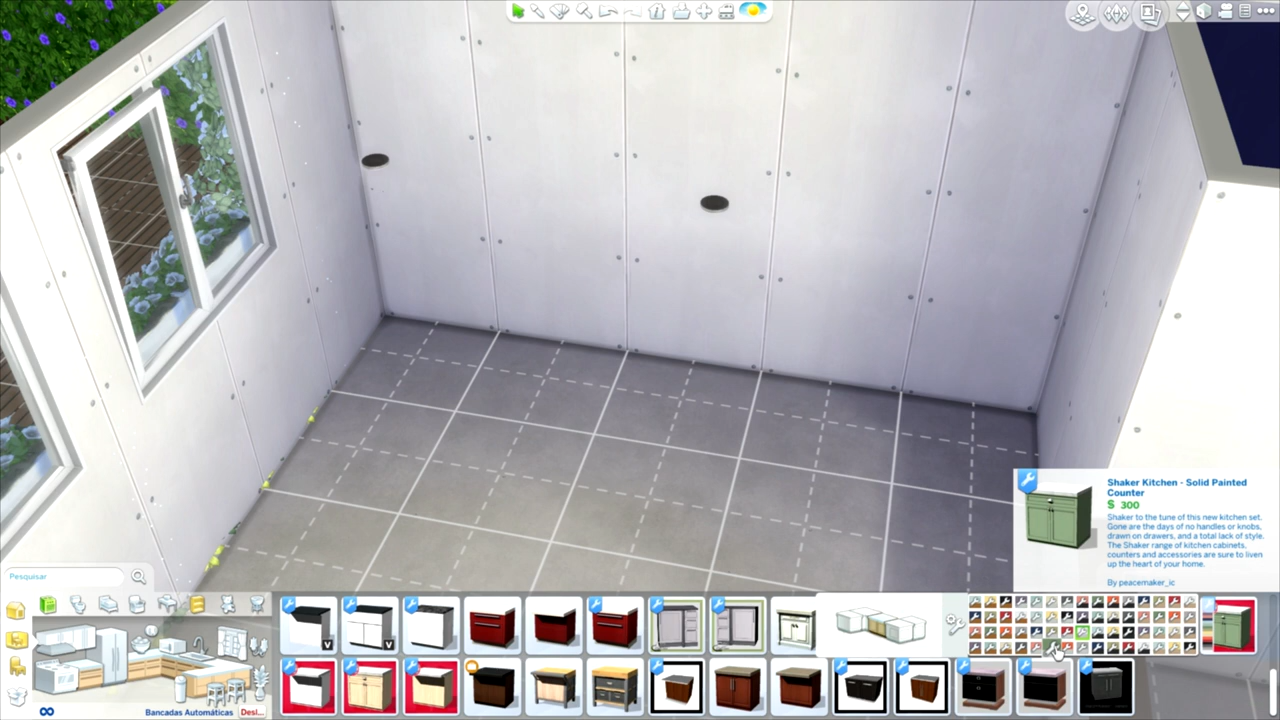 Shaker Kitchen - Solid Painted
Counter
$ 300
Shaker to the tune of this new kitchen set.
Gone are the days of no handles or knobs,
drawn on drawers, and a total lack of style.
The Shaker range of kitchen cabinets,
counters and accessories are sure to liven
up the heart of your home.
By peacemaker_ic
Pesquisar
V
V
Bancadas Automáticas Desl...